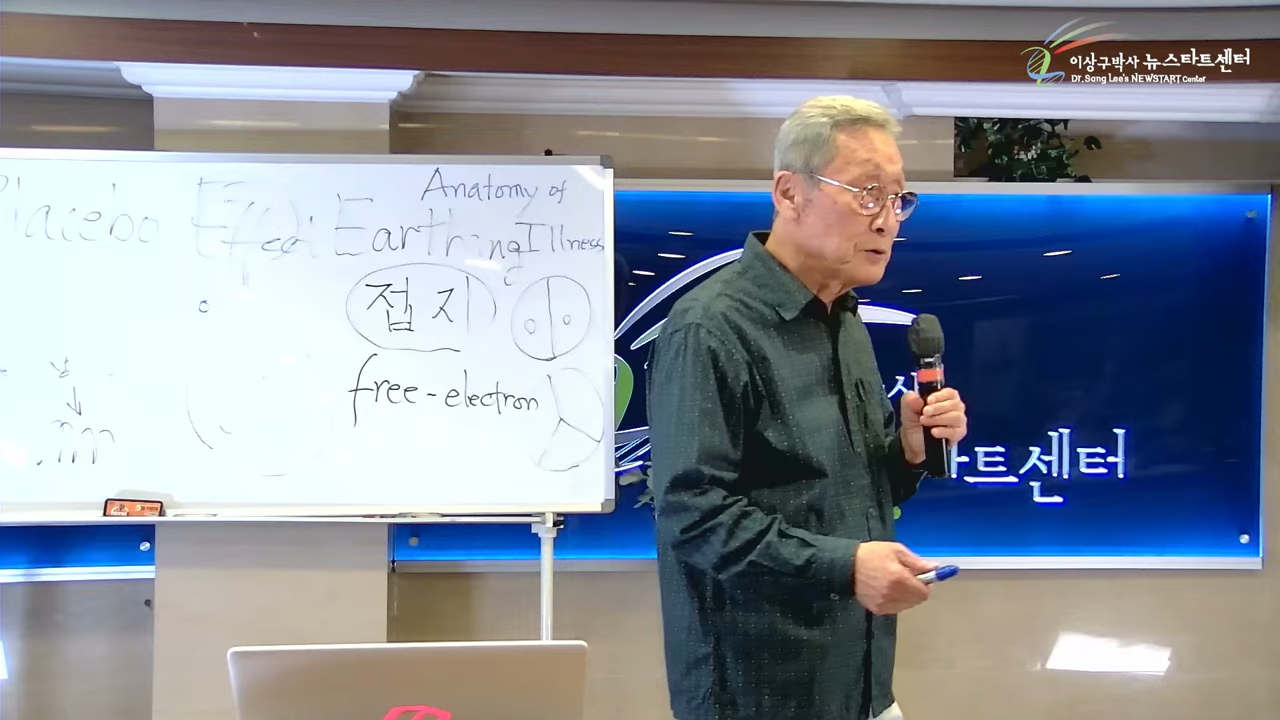 이상구박사 뉴스타트센터
Dr. Sang Lee's NEWSTART Center
Placebo Effect Earthing
Anatomy of
Illness
접지
free-electron
트센터